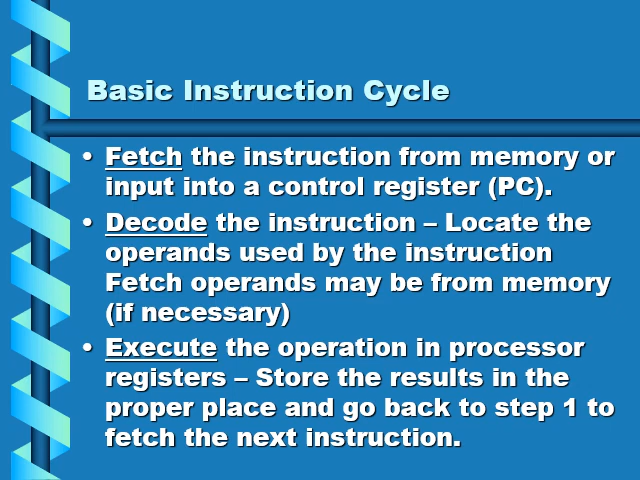 Basic Instruction Cycle
• Fetch the instruction from memory or
input into a control register (PC).
• Decode the instruction – Locate the
operands used by the instruction
Fetch operands may be from memory
(if necessary)
• Execute the operation in processor
registers – Store the results in the
proper place and go back to step 1 to
fetch the next instruction.